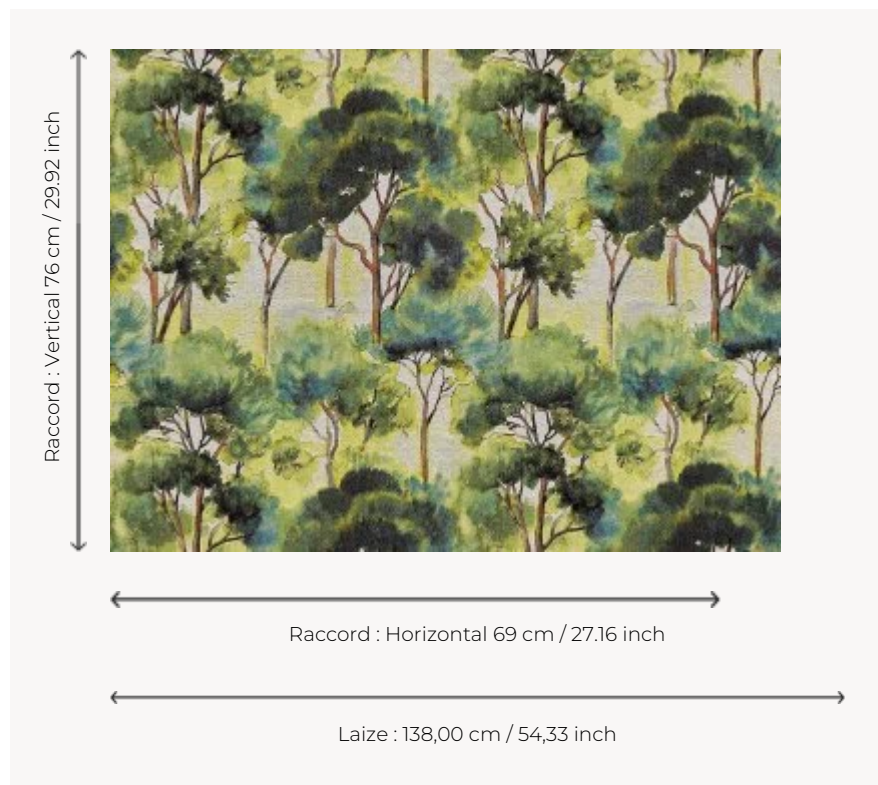 Raccord : Vertical 76 cm / 29.92 inch
Raccord : Horizontal 69 cm / 27.16 inch
Laize : 138,00 cm / 54,33 inch